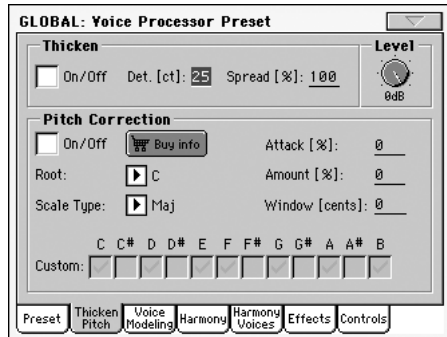 GLOBAL: Voice Processor Preset
Thicken
Level
On/Off Det. [ct]: 25 Spread [%]: 100
0dB
Pitch Correction
On/Off Buy info Attack [%]: 0
Root: C Amount [%]: 0
Scale Type: Maj Window [cents]: 0
C C# D D# E F F# G G# A A# B
Custom:
Preset Thicken Pitch Voice Modeling Harmony Harmony Voices Effects Controls